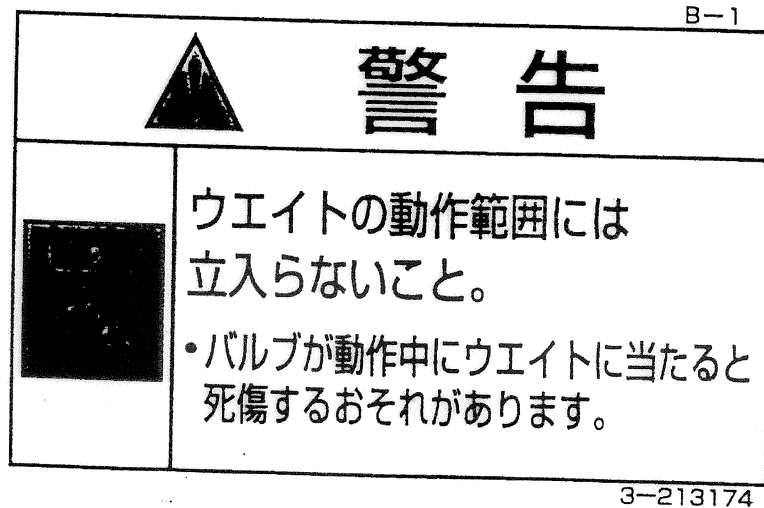 B－1
警告
ウエイトの動作範囲には
立入らないこと。
•バルブが動作中にウエイトに当たると
死傷するおそれがあります。
3－213174